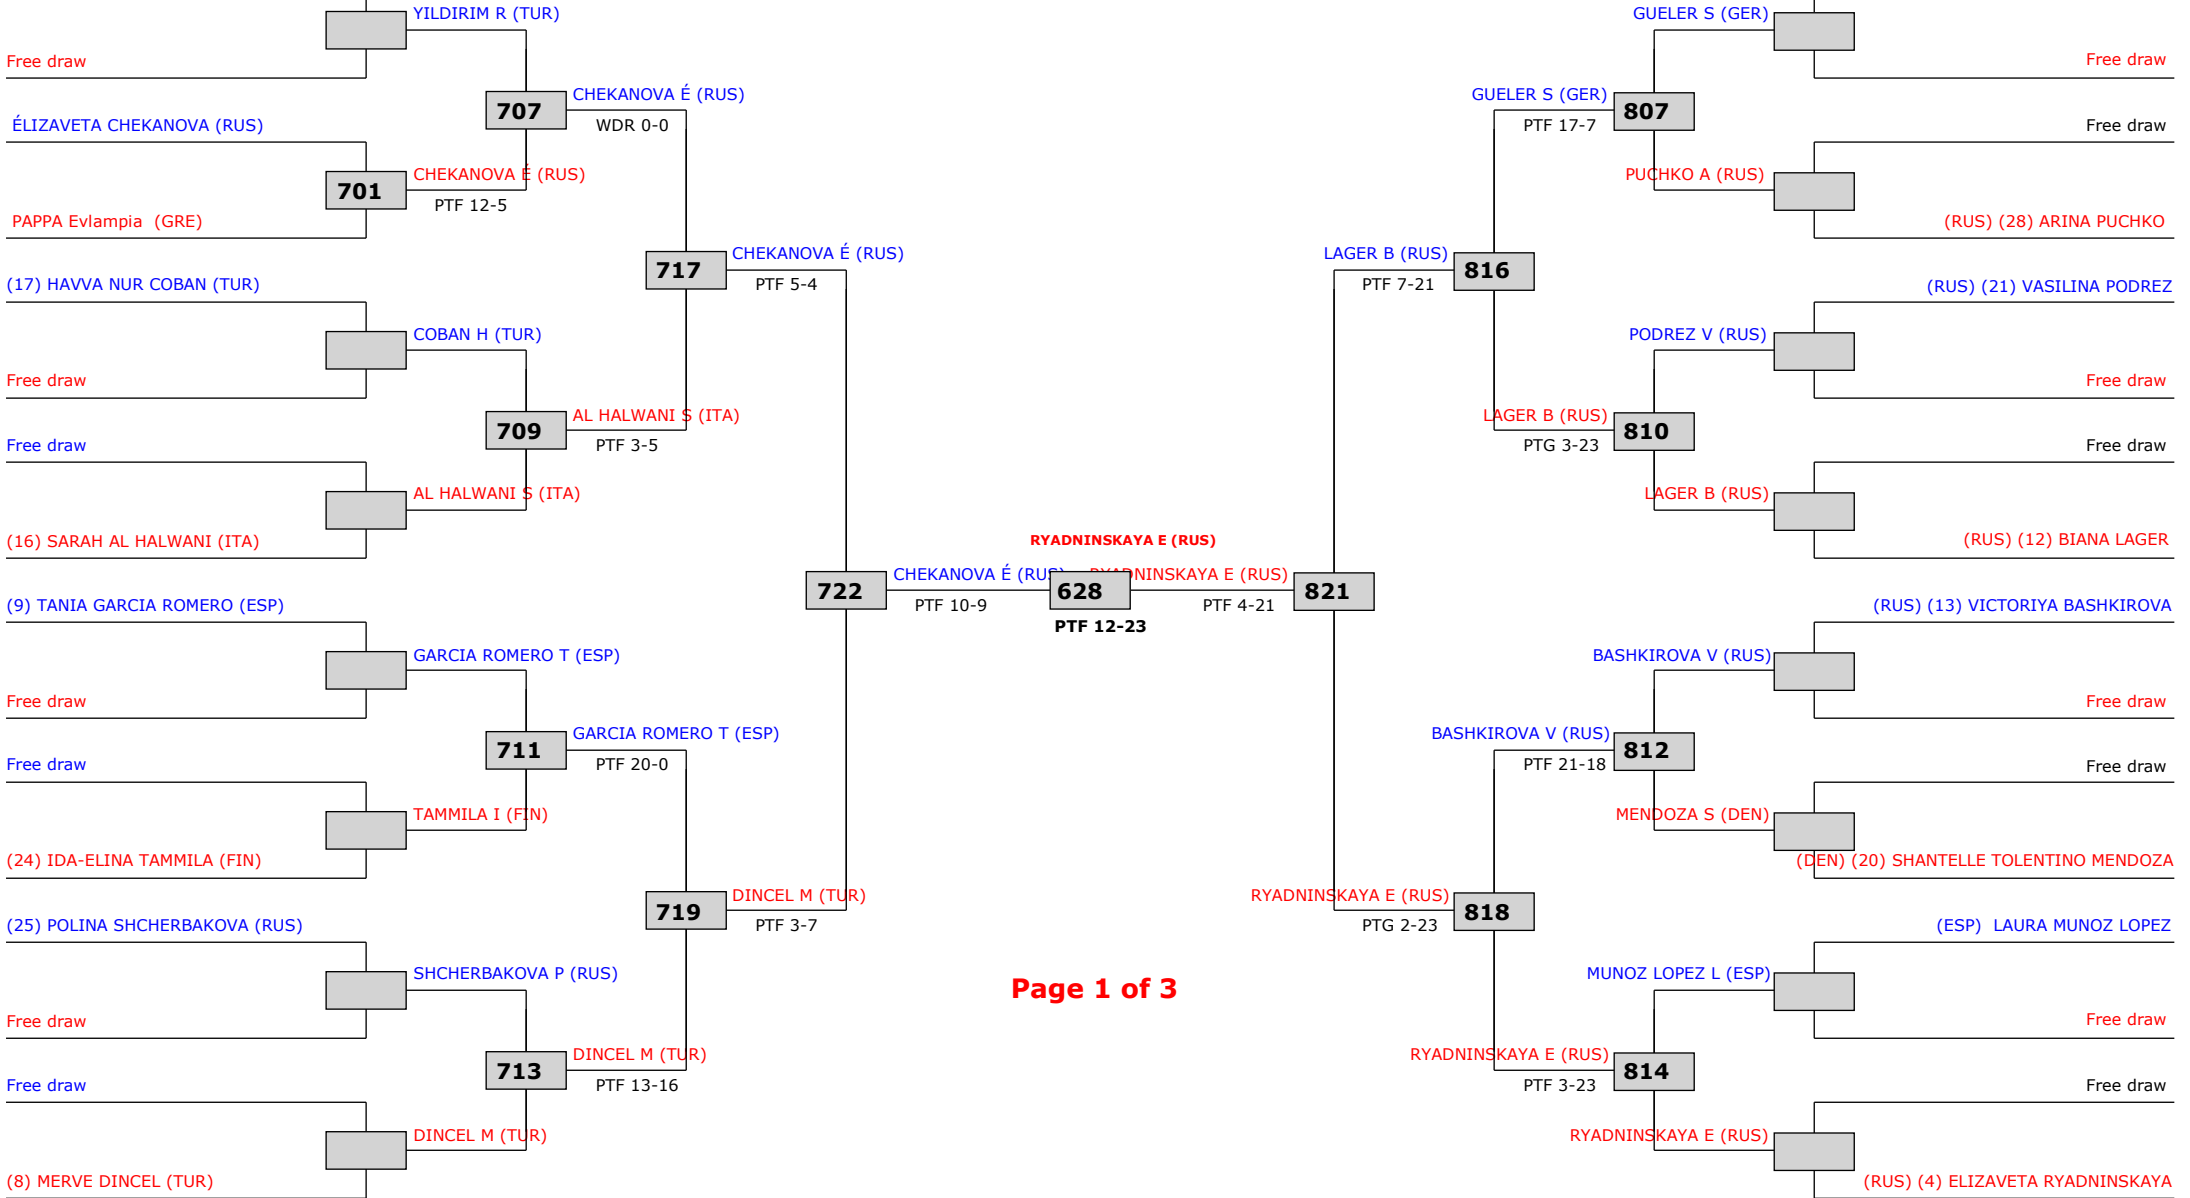 YILDIRIM R (TUR)
Free draw
707
CHEKANOVA É (RUS)
WDR 0-0
ÉLIZAVETA CHEKANOVA (RUS)
701
CHEKANOVA É (RUS)
PTF 12-5
PAPPA Evlampia (GRE)
717
CHEKANOVA É (RUS)
PTF 5-4
(17) HAVVA NUR COBAN (TUR)
COBAN H (TUR)
Free draw
709
AL HALWANI S (ITA)
PTF 3-5
Free draw
AL HALWANI S (ITA)
(16) SARAH AL HALWANI (ITA)
722
CHEKANOVA É (RUS)
PTF 10-9
(9) TANIA GARCIA ROMERO (ESP)
GARCIA ROMERO T (ESP)
Free draw
711
GARCIA ROMERO T (ESP)
PTF 20-0
Free draw
TAMMILA I (FIN)
(24) IDA-ELINA TAMMILA (FIN)
719
DINCEL M (TUR)
PTF 3-7
(25) POLINA SHCHERBAKOVA (RUS)
SHCHERBAKOVA P (RUS)
Free draw
713
DINCEL M (TUR)
PTF 13-16
Free draw
DINCEL M (TUR)
(8) MERVE DINCEL (TUR)
RYADNINSKAYA E (RUS)
628
PTF 12-23
Page 1 of 3
GUELER S (GER)
Free draw
GUELER S (GER)
807
PTF 17-7
Free draw
PUCHKO A (RUS)
(RUS) (28) ARINA PUCHKO
LAGER B (RUS)
816
PTF 7-21
(RUS) (21) VASILINA PODREZ
PODREZ V (RUS)
Free draw
LAGER B (RUS)
810
PTG 3-23
Free draw
LAGER B (RUS)
(RUS) (12) BIANA LAGER
RYADNINSKAYA E (RUS)
821
PTF 4-21
(RUS) (13) VICTORIYA BASHKIROVA
BASHKIROVA V (RUS)
Free draw
BASHKIROVA V (RUS)
812
PTF 21-18
Free draw
MENDOZA S (DEN)
(DEN) (20) SHANTELLE TOLENTINO MENDOZA
RYADNINSKAYA E (RUS)
818
PTG 2-23
(ESP) LAURA MUNOZ LOPEZ
MUNOZ LOPEZ L (ESP)
Free draw
RYADNINSKAYA E (RUS)
814
PTF 3-23
Free draw
RYADNINSKAYA E (RUS)
(RUS) (4) ELIZAVETA RYADNINSKAYA